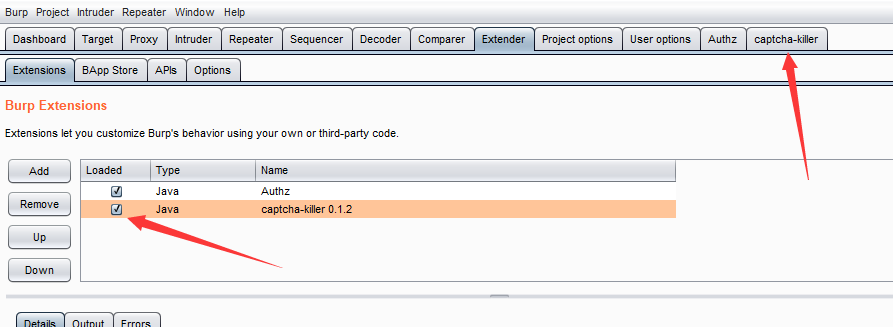 Burp Project Intruder Repeater Window Help
Dashboard Target Proxy Intruder Repeater Sequencer Decoder Comparer Extender Project options User options Authz captcha-killer
Extensions BApp Store APIs Options
Burp Extensions
Extensions let you customize Burp's behavior using your own or third-party code.
Add
Loaded Type Name
Java Authz
Remove
Java captcha-killer 0.1.2
Up
Down
Details Output Errors